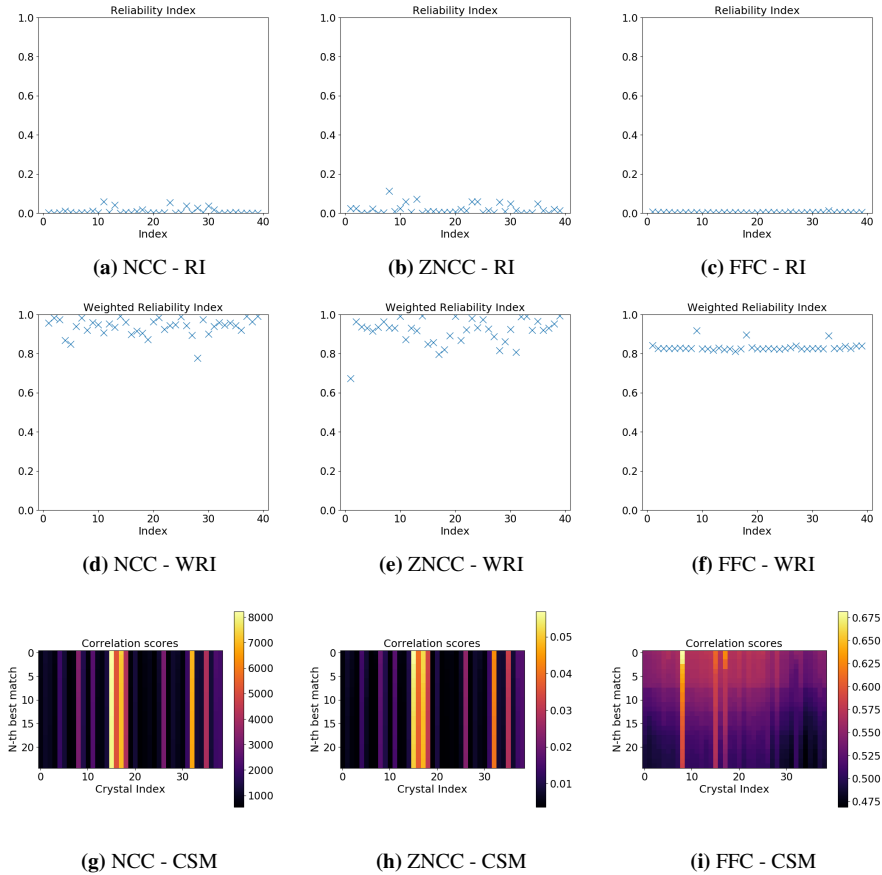 Reliability Index
1.0
0.8
0.6
0.4
0.2
0.0
0 10 20 30 40
Index
(a) NCC - RI
Reliability Index
1.0
0.8
0.6
0.4
0.2
0.0
0 10 20 30 40
Index
(b) ZNCC - RI
Reliability Index
1.0
0.8
0.6
0.4
0.2
0.0
0 10 20 30 40
Index
(c) FFC - RI
Weighted Reliability Index
1.0
0.8
0.6
0.4
0.2
0.0
0 10 20 30 40
Index
(d) NCC - WRI
Weighted Reliability Index
1.0
0.8
0.6
0.4
0.2
0.0
0 10 20 30 40
Index
(e) ZNCC - WRI
Weighted Reliability Index
1.0
0.8
0.6
0.4
0.2
0.0
0 10 20 30 40
Index
(f) FFC - WRI
Correlation scores
N-th best match
0
5
10
15
20
0 10 20 30
Crystal Index
8000
7000
6000
5000
4000
3000
2000
1000
(g) NCC - CSM
Correlation scores
N-th best match
0
5
10
15
20
0 10 20 30
Crystal Index
0.05
0.04
0.03
0.02
0.01
(h) ZNCC - CSM
Correlation scores
N-th best match
0
5
10
15
20
0 10 20 30
Crystal Index
0.675
0.650
0.625
0.600
0.575
0.550
0.525
0.500
0.475
(i) FFC - CSM